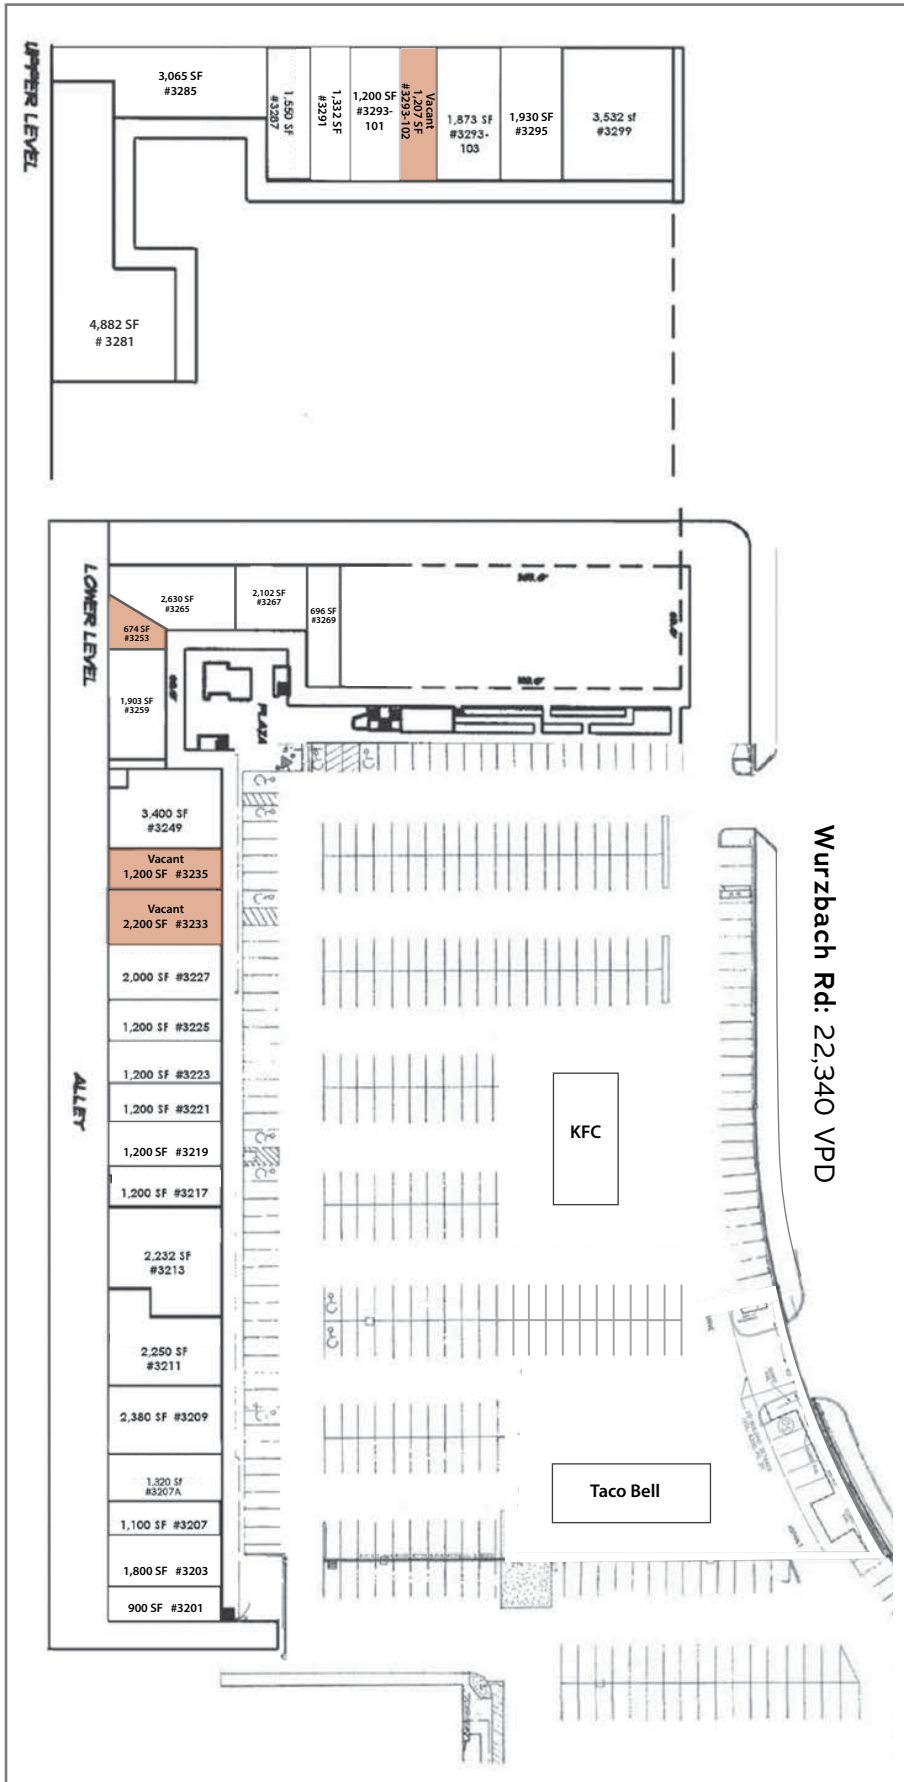 UPPER LEVEL
3,065 SF
#3285
1,550 SF
#3287
1,332 SF
#3291
1,200 SF
#3293-
101
Vacant
1,207 SF
#3293-102
1,873 SF
#3293-
103
1,930 SF
#3295
3,532 sf
#3299
4,882 SF
# 3281
LOWER LEVEL
2,630 SF
#3265
2,102 SF
#3267
696 SF
#3269
674 SF
#3253
1,903 SF
#3259
PLAZA
3,400 SF
#3249
Vacant
1,200 SF #3235
Vacant
2,200 SF #3233
2,000 SF #3227
1,200 SF #3225
1,200 SF #3223
1,200 SF #3221
1,200 SF #3219
1,200 SF #3217
2,232 SF
#3213
2,250 SF
#3211
2,380 SF #3209
1,320 Sf
#3207A
1,100 SF #3207
1,800 SF #3203
900 SF #3201
ALLEY
KFC
Taco Bell
Wurzbach Rd: 22,340 VPD